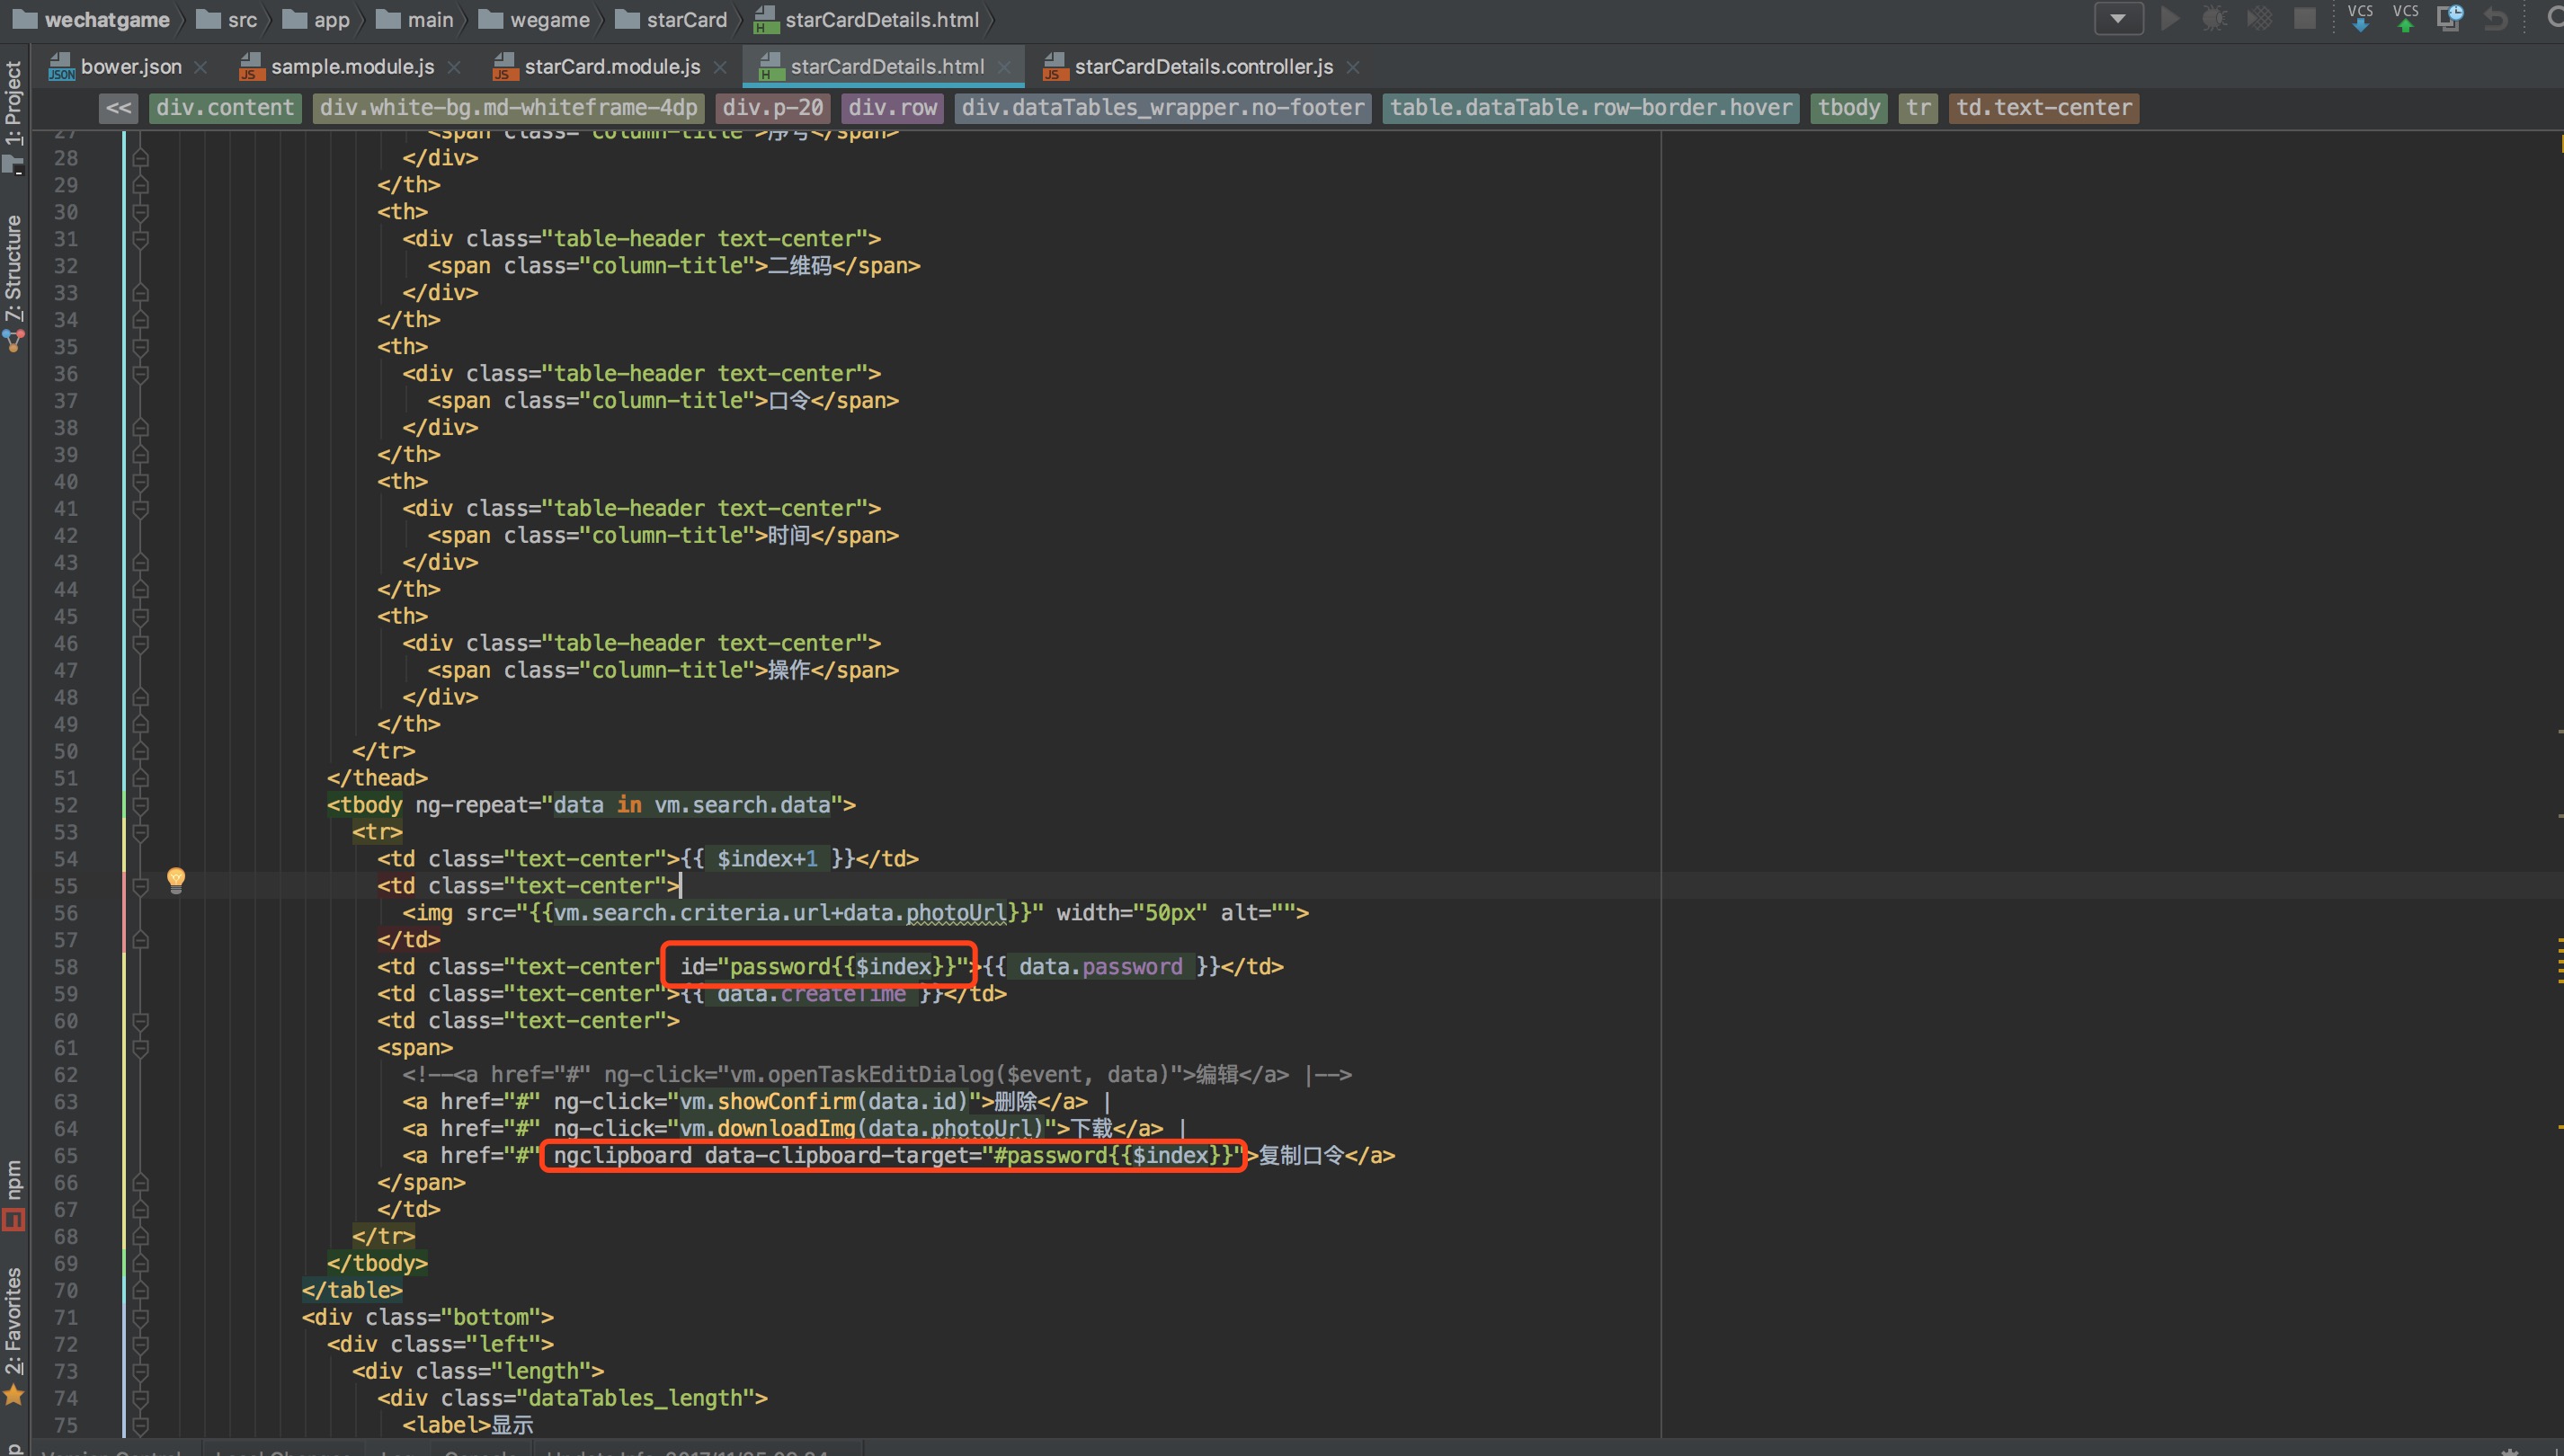 wechatgame src app main wegame starCard starCardDetails.html VCS VCS
bower.json sample.module.js starCard.module.js starCardDetails.html starCardDetails.controller.js
<< div.content div.white-bg.md-whiteframe-4dp div.p-20 div.row div.dataTables_wrapper.no-footer table.dataTable.row-border.hover tbody tr td.text-center
1: Project
7: Structure
npm
2: Favorites
27 <span class="column-title">序号</span>
28 </div>
29 </th>
30 <th>
31 <div class="table-header text-center">
32 <span class="column-title">二维码</span>
33 </div>
34 </th>
35 <th>
36 <div class="table-header text-center">
37 <span class="column-title">口令</span>
38 </div>
39 </th>
40 <th>
41 <div class="table-header text-center">
42 <span class="column-title">时间</span>
43 </div>
44 </th>
45 <th>
46 <div class="table-header text-center">
47 <span class="column-title">操作</span>
48 </div>
49 </th>
50 </tr>
51 </thead>
52 <tbody ng-repeat="data in vm.search.data">
53 <tr>
54 <td class="text-center">{{ $index+1 }}</td>
55 <td class="text-center">
56 <img src="{{vm.search.criteria.url+data.photoUrl}}" width="50px" alt="">
57 </td>
58 <td class="text-center" id="password{{$index}}">{{ data.password }}</td>
59 <td class="text-center">{{ data.createTime }}</td>
60 <td class="text-center">
61 <span>
62 <!--<a href="#" ng-click="vm.openTaskEditDialog($event, data)">编辑</a> |-->
63 <a href="#" ng-click="vm.showConfirm(data.id)">删除</a> |
64 <a href="#" ng-click="vm.downloadImg(data.photoUrl)">下载</a> |
65 <a href="#" ngclipboard data-clipboard-target="#password{{$index}}">复制口令</a>
66 </span>
67 </td>
68 </tr>
69 </tbody>
70 </table>
71 <div class="bottom">
72 <div class="left">
73 <div class="length">
74 <div class="dataTables_length">
75 <label>显示